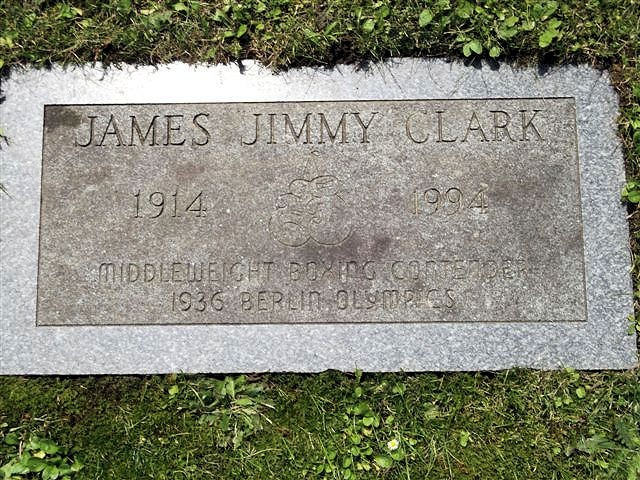 JAMES JIMMY CLARK
1914 1994
MIDDLEWEIGHT BOXING CONTENDER
1936 BERLIN OLYMPICS